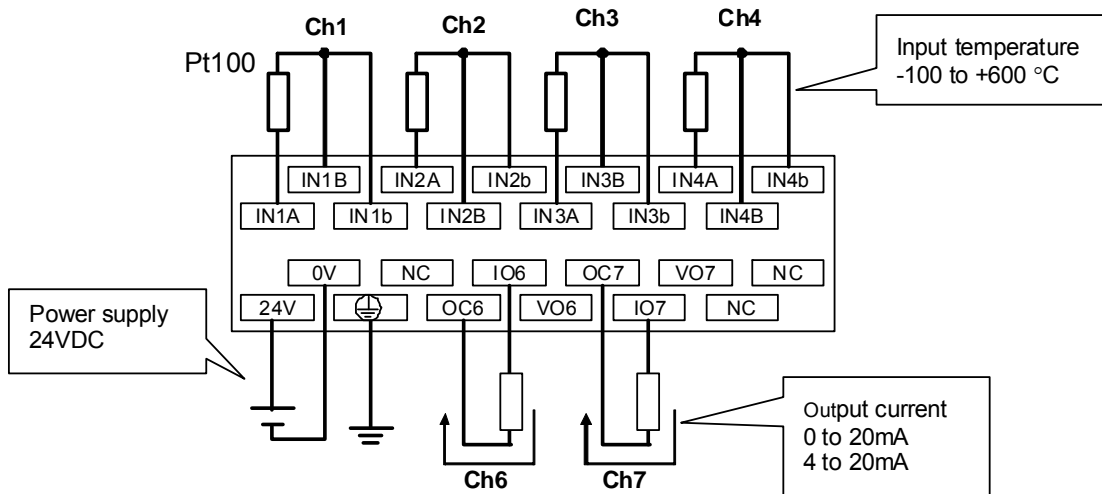 Ch1
Ch2
Ch3
Ch4
Pt100
Input temperature
-100 to +600 °C
IN1B
IN2A
IN2b
IN3B
IN4A
IN4b
IN1A
IN1b
IN2B
IN3A
IN3b
IN4B
0V
NC
IO6
OC7
VO7
NC
24V
OC6
VO6
IO7
NC
Power supply
24VDC
Output current
0 to 20mA
4 to 20mA
Ch6
Ch7